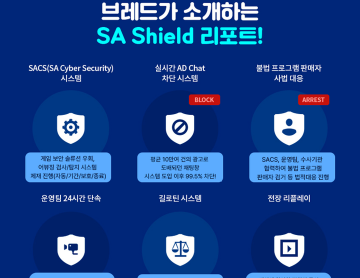 브레드가 소개하는
SA Shield 리포트!
SACS(SA Cyber Security)
시스템
실시간 AD Chat
차단 시스템
불법 프로그램 판매자
사법 대응
BLOCK
ARREST
게임 보안 솔루션 우회,
어뷰징 검사/탐지 시스템
제재 진행(자동/기간/보호/종료)
평균 10만여 건의 광고로
도배되던 채팅창
시스템 도입 이후 99.5% 차단!
SACS, 운영팀, 수사기관
협력하여 불법 프로그램
판매자 검거 등 법적대응 진행
운영팀 24시간 단속
길로틴 시스템
전장 리플레이